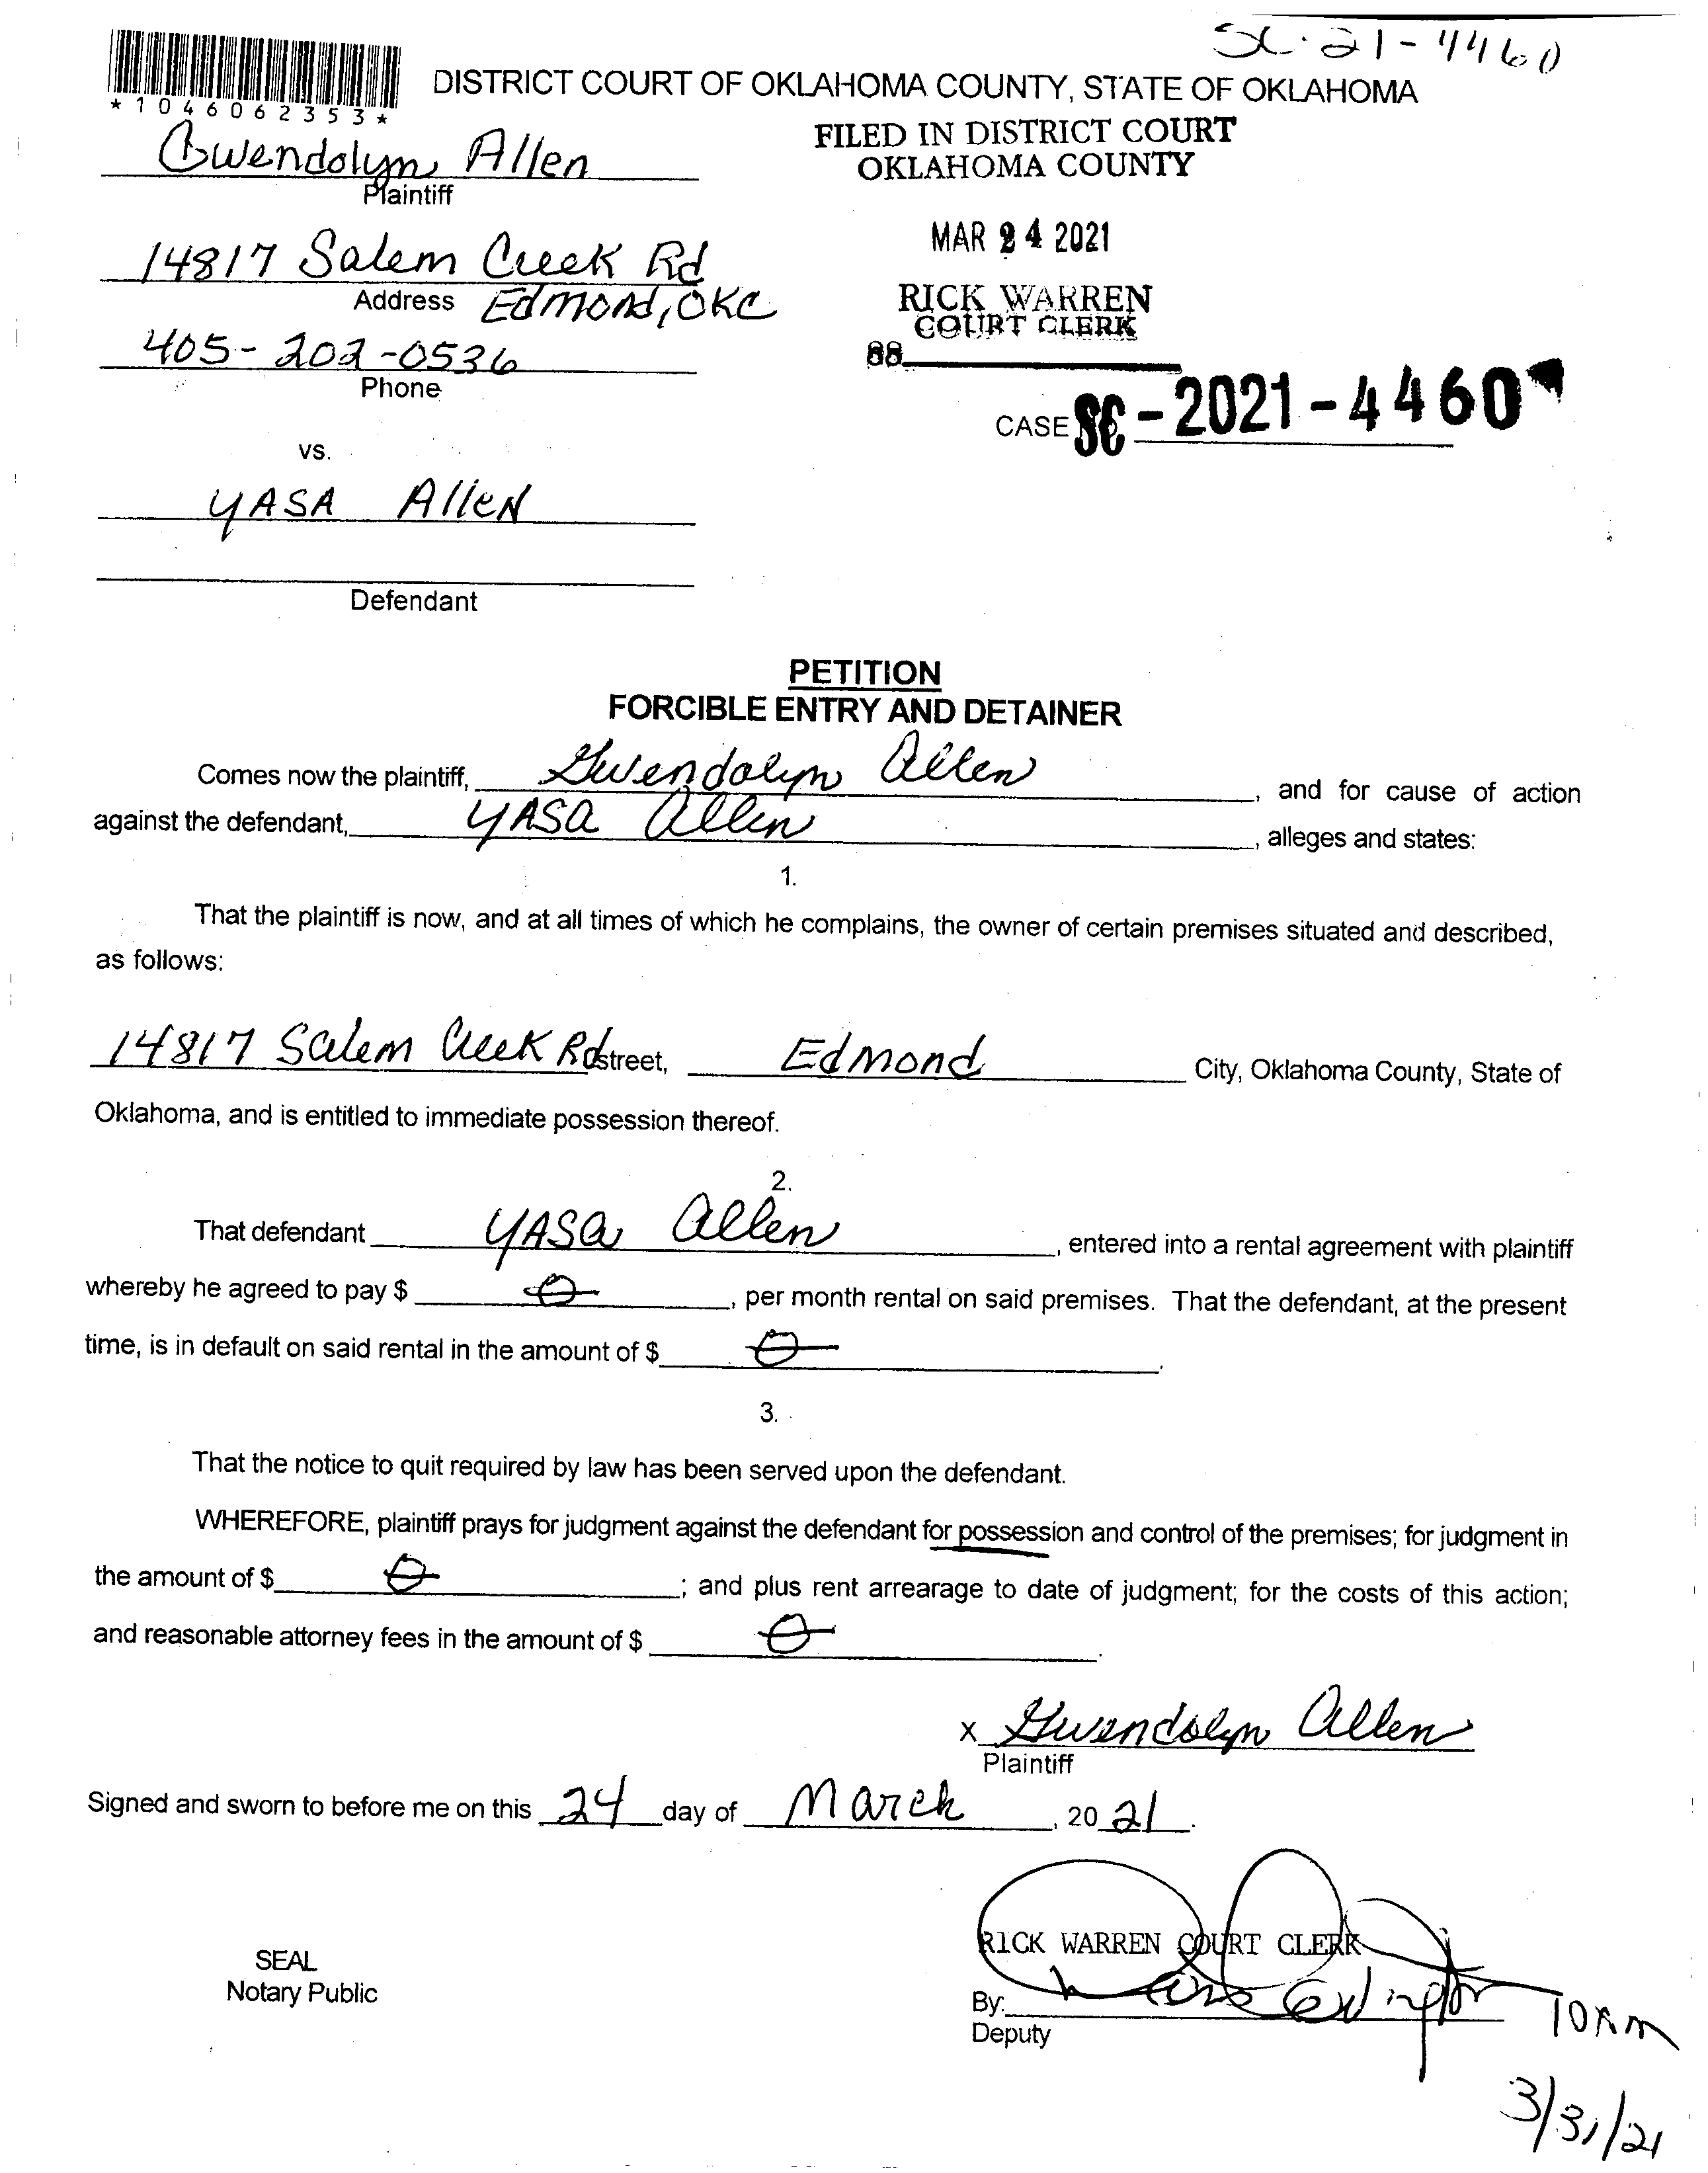 SC-21-4460
*1046062353*
DISTRICT COURT OF OKLAHOMA COUNTY, STATE OF OKLAHOMA
FILED IN DISTRICT COURT
OKLAHOMA COUNTY
Gwendolyn Allen
Plaintiff
MAR 24 2021
14817 Salem Creek Rd
Address Edmond, OKC
RICK WARREN
COURT CLERK
405-202-0536
88
Phone
CASE SC-2021-4460
vs.
YASA Allen
Defendant
PETITION
FORCIBLE ENTRY AND DETAINER
Comes now the plaintiff, Gwendolyn Allen, and for cause of action
against the defendant, YASA Allen, alleges and states:
1.
That the plaintiff is now, and at all times of which he complains, the owner of certain premises situated and described,
as follows:
14817 Salem Creek Rd street, Edmond City, Oklahoma County, State of
Oklahoma, and is entitled to immediate possession thereof.
2.
That defendant YASA Allen, entered into a rental agreement with plaintiff
whereby he agreed to pay $ 0, per month rental on said premises. That the defendant, at the present
time, is in default on said rental in the amount of $ 0.
3.
That the notice to quit required by law has been served upon the defendant.
WHEREFORE, plaintiff prays for judgment against the defendant for possession and control of the premises; for judgment in
the amount of $ 0; and plus rent arrearage to date of judgment; for the costs of this action;
and reasonable attorney fees in the amount of $ 0.
X Gwendolyn Allen
Plaintiff
Signed and sworn to before me on this 24 day of March, 2021.
RICK WARREN COURT CLERK
SEAL
Notary Public
By:
Deputy
10 AM
3/31/21